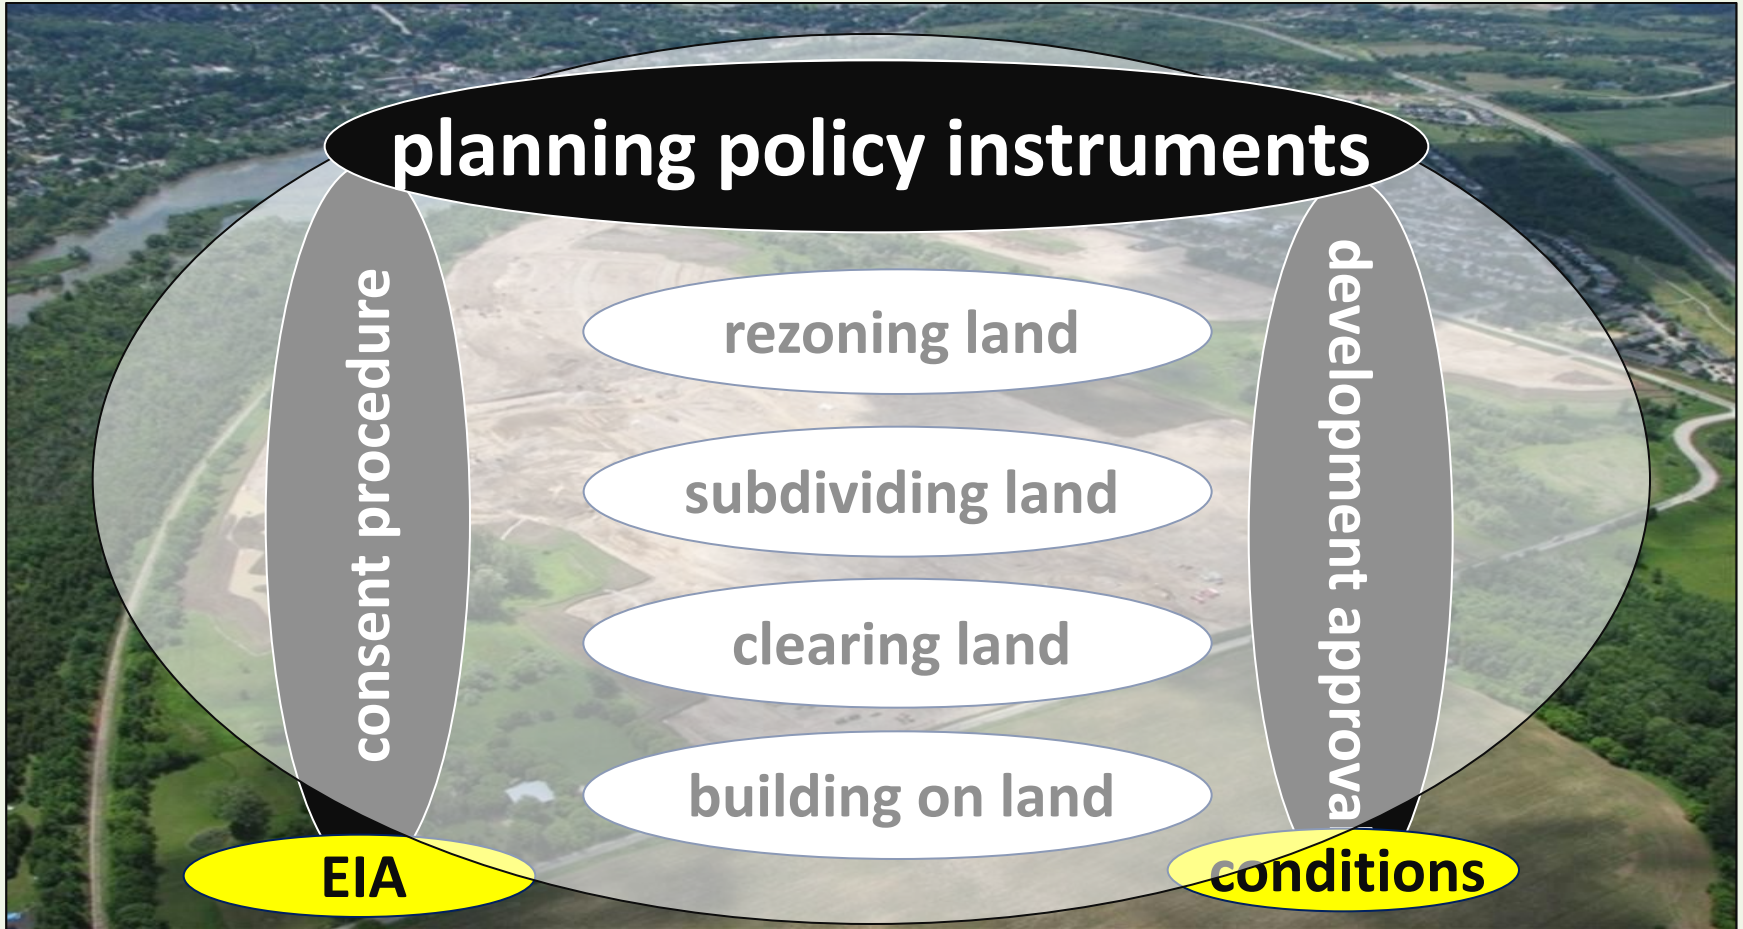 planning policy instruments
consent procedure
rezoning land
subdividing land
clearing land
building on land
development approva
EIA
conditions